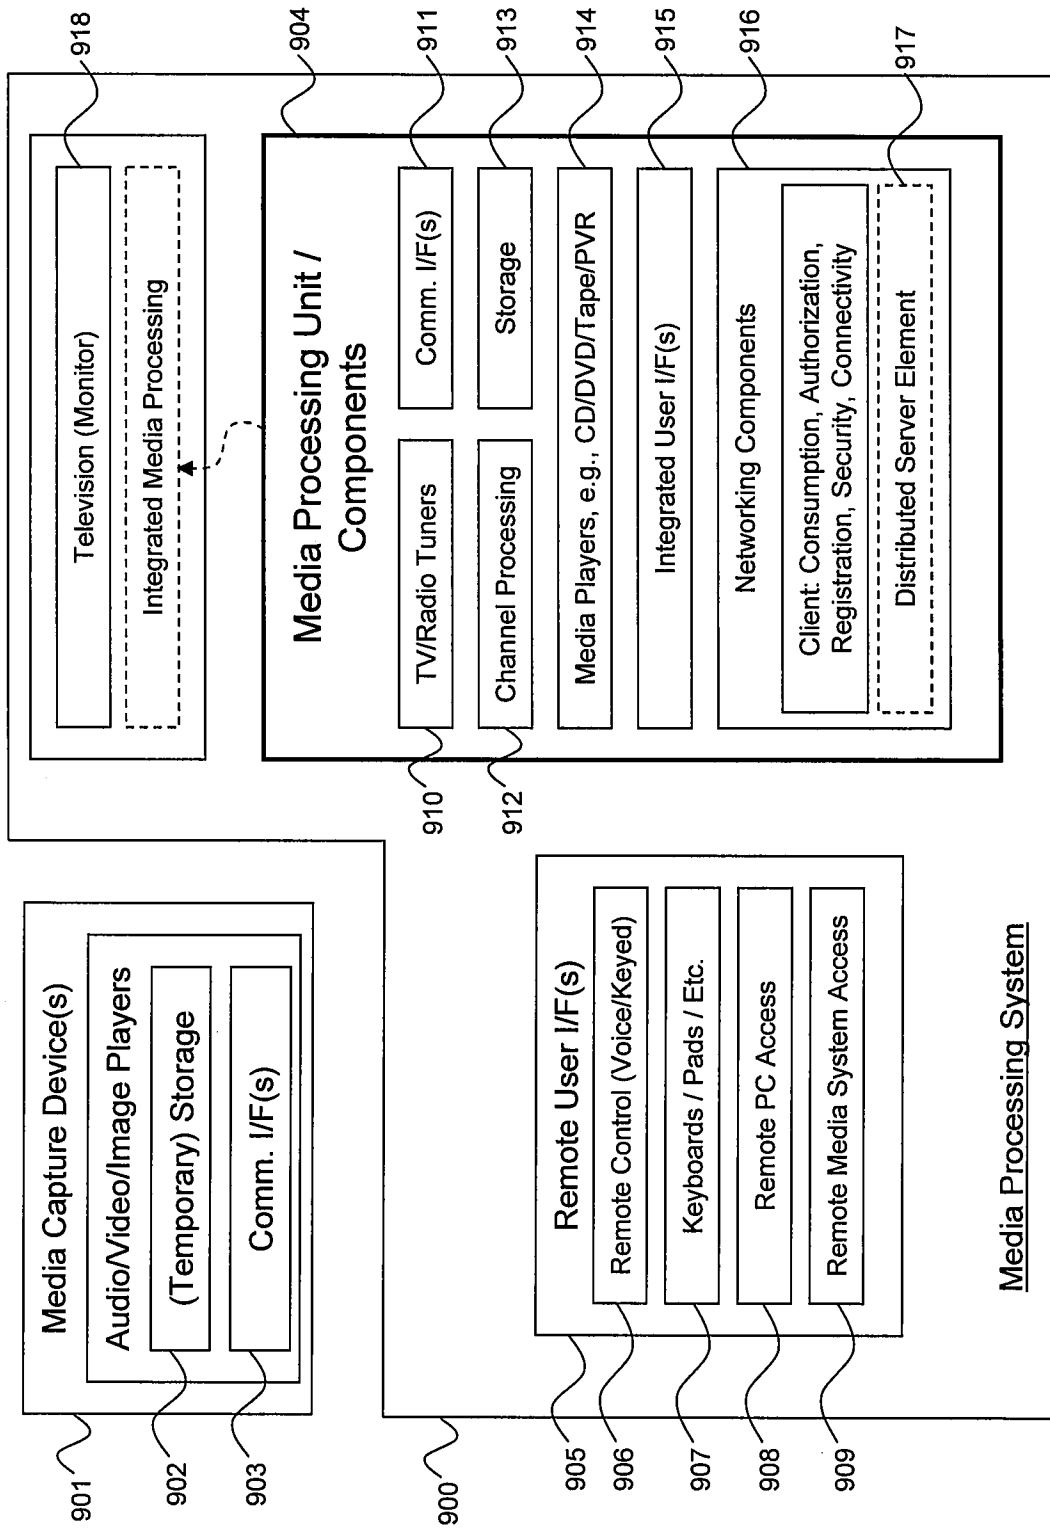 901
Media Capture Device(s)
Audio/Video/Image Players
902
(Temporary) Storage
903
Comm. I/F(s)
900
905
Remote User I/F(s)
906
Remote Control (Voice/Keyed)
907
Keyboards / Pads / Etc.
908
Remote PC Access
909
Remote Media System Access
Media Processing System
918
Television (Monitor)
Integrated Media Processing
904
Media Processing Unit /
Components
910
TV/Radio Tuners
Comm. I/F(s)
911
912
Channel Processing
Storage
913
Media Players, e.g., CD/DVD/Tape/PVR
914
Integrated User I/F(s)
915
Networking Components
916
Client: Consumption, Authorization,
Registration, Security, Connectivity
Distributed Server Element
917